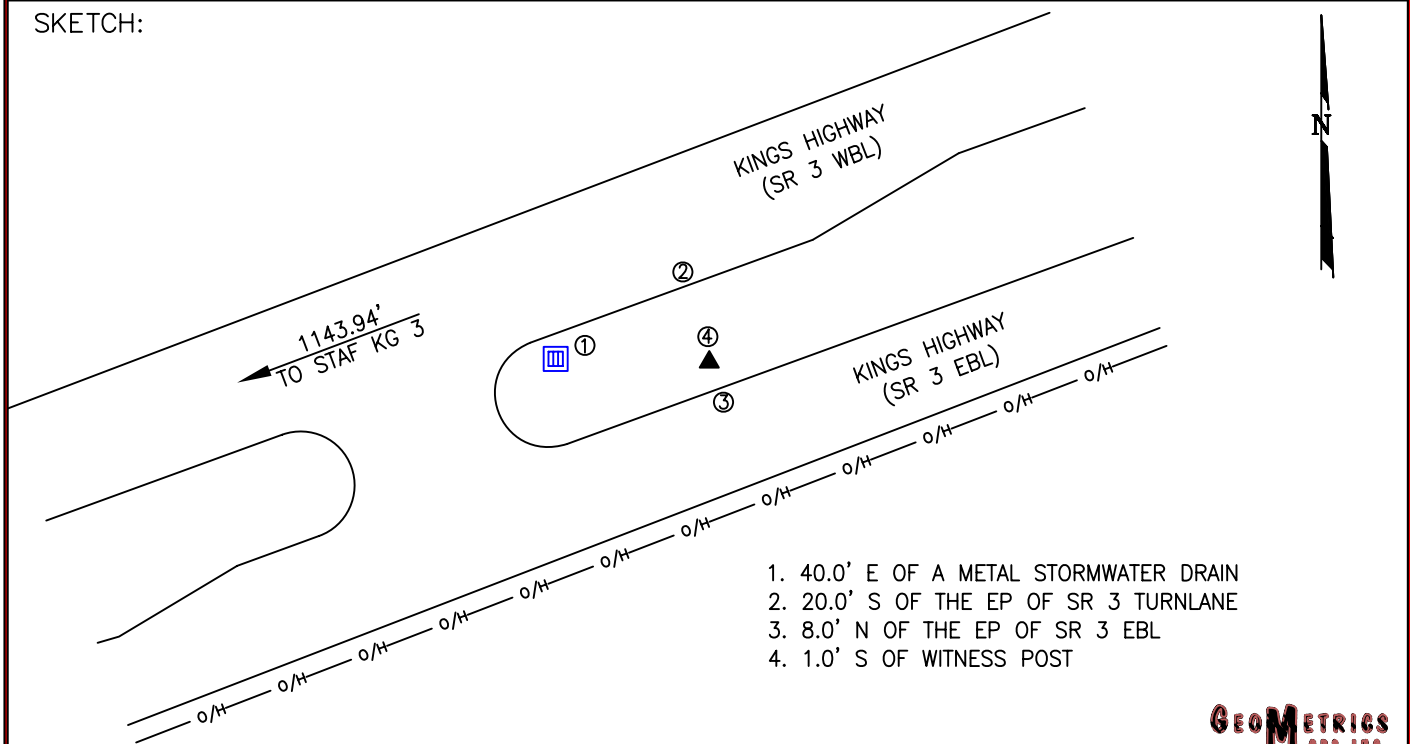 SKETCH:
N
KINGS HIGHWAY
(SR 3 WBL)
②
1143.94'
TO STAF KG 3
①
④
③
KINGS HIGHWAY
(SR 3 EBL)
O/H
O/H
O/H
O/H
O/H
O/H
O/H
O/H
O/H
O/H
O/H
O/H
1. 40.0' E OF A METAL STORMWATER DRAIN
2. 20.0' S OF THE EP OF SR 3 TURNLANE
3. 8.0' N OF THE EP OF SR 3 EBL
4. 1.0' S OF WITNESS POST
GEOMETRICS